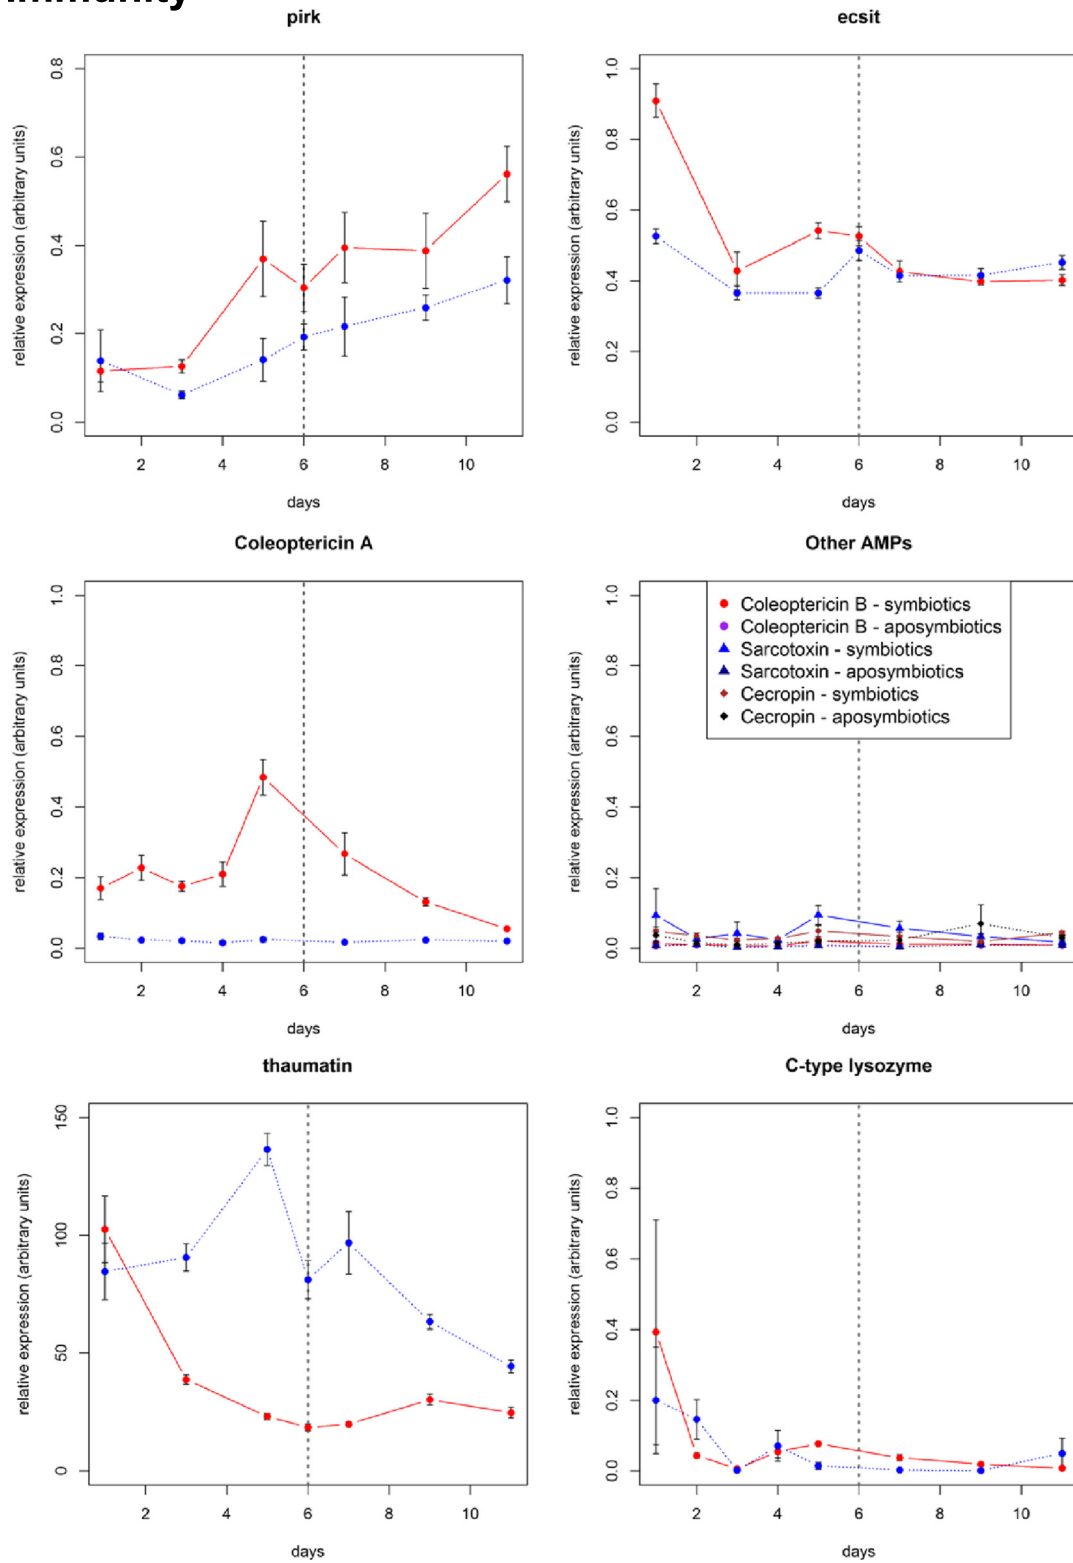 immunity
pirk
relative expression (arbitrary units)
0.0 0.2 0.4 0.6 0.8
2 4 6 8 10
days
ecsit
relative expression (arbitrary units)
0.0 0.2 0.4 0.6 0.8 1.0
2 4 6 8 10
days
Coleoptericin A
relative expression (arbitrary units)
0.0 0.2 0.4 0.6 0.8 1.0
2 4 6 8 10
days
Other AMPs
relative expression (arbitrary units)
0.0 0.2 0.4 0.6 0.8 1.0
Coleoptericin B - symbiotics
Coleoptericin B - aposymbiotics
Sarcotoxin - symbiotics
Sarcotoxin - aposymbiotics
Cecropin - symbiotics
Cecropin - aposymbiotics
2 4 6 8 10
days
thaumatin
relative expression (arbitrary units)
0 50 100 150
2 4 6 8 10
days
C-type lysozyme
relative expression (arbitrary units)
0.0 0.2 0.4 0.6 0.8 1.0
2 4 6 8 10
days